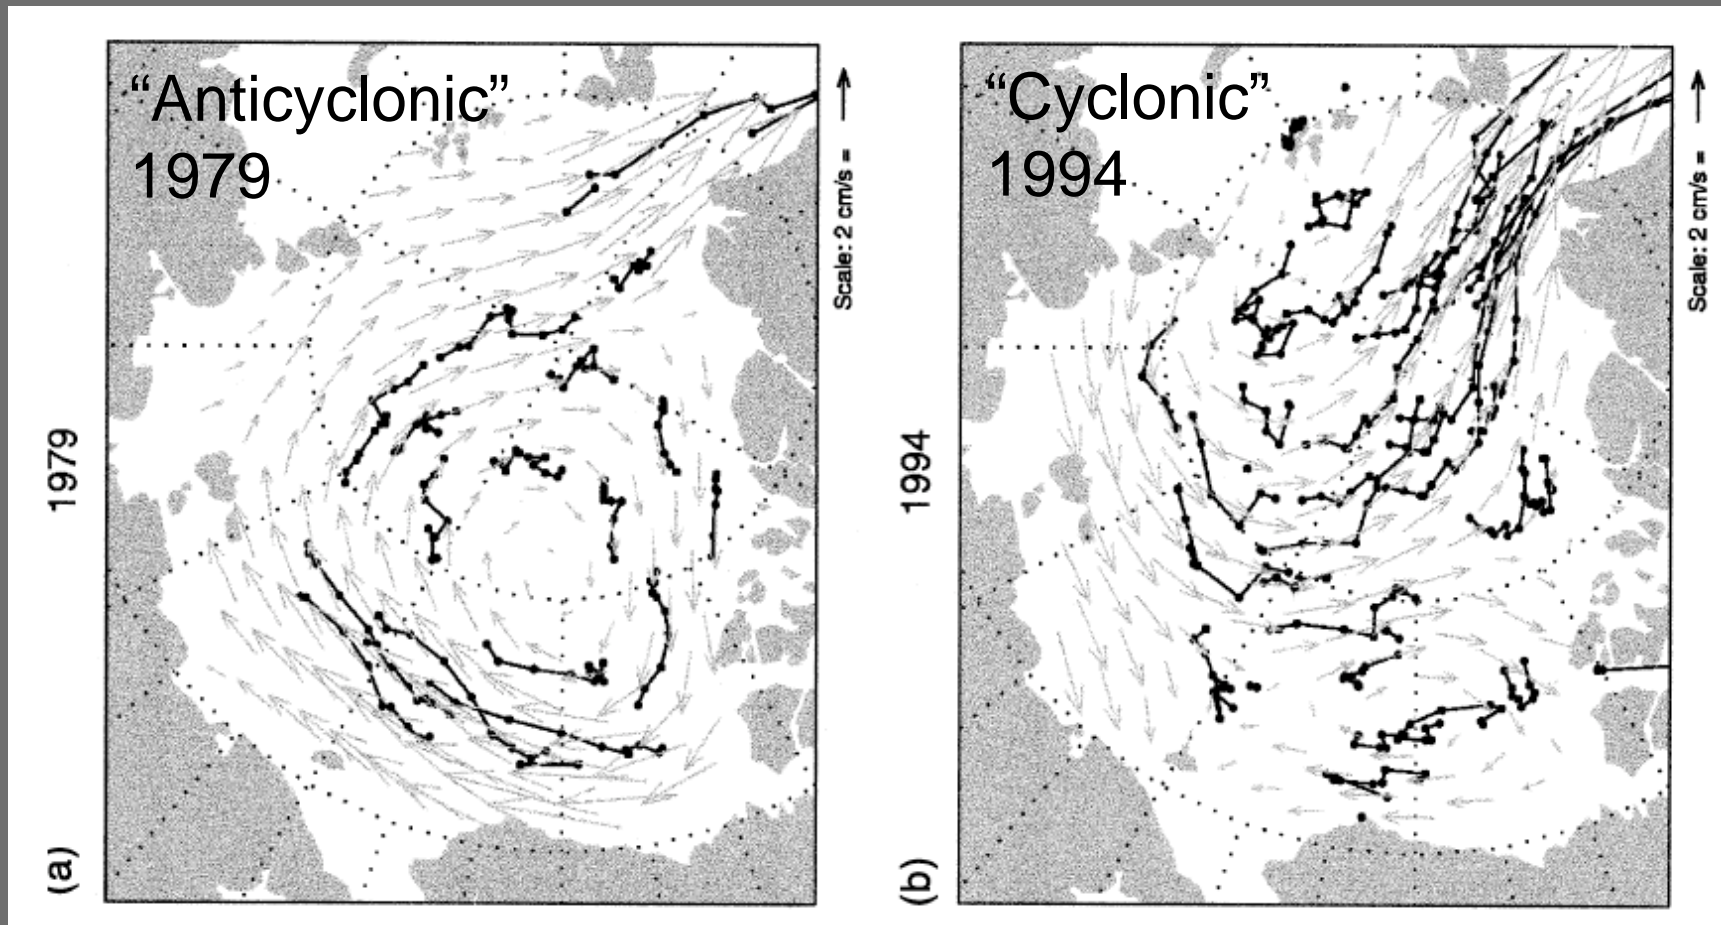 “Anticyclonic”
1979
1979
(a)
Scale: 2 cm/s =
“Cyclonic”
1994
1994
(b)
Scale: 2 cm/s =